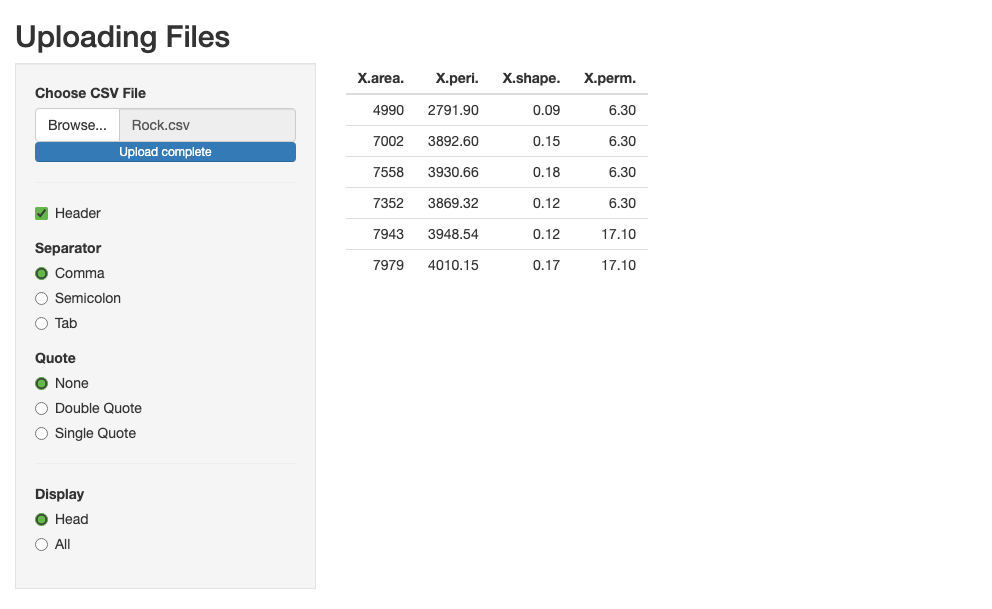 Uploading Files
Choose CSV File
Browse... Rock.csv
Upload complete
Header
Separator
Comma
Semicolon
Tab
Quote
None
Double Quote
Single Quote
Display
Head
All
X.area. X.peri. X.shape. X.perm.
4990 2791.90 0.09 6.30
7002 3892.60 0.15 6.30
7558 3930.66 0.18 6.30
7352 3869.32 0.12 6.30
7943 3948.54 0.12 17.10
7979 4010.15 0.17 17.10